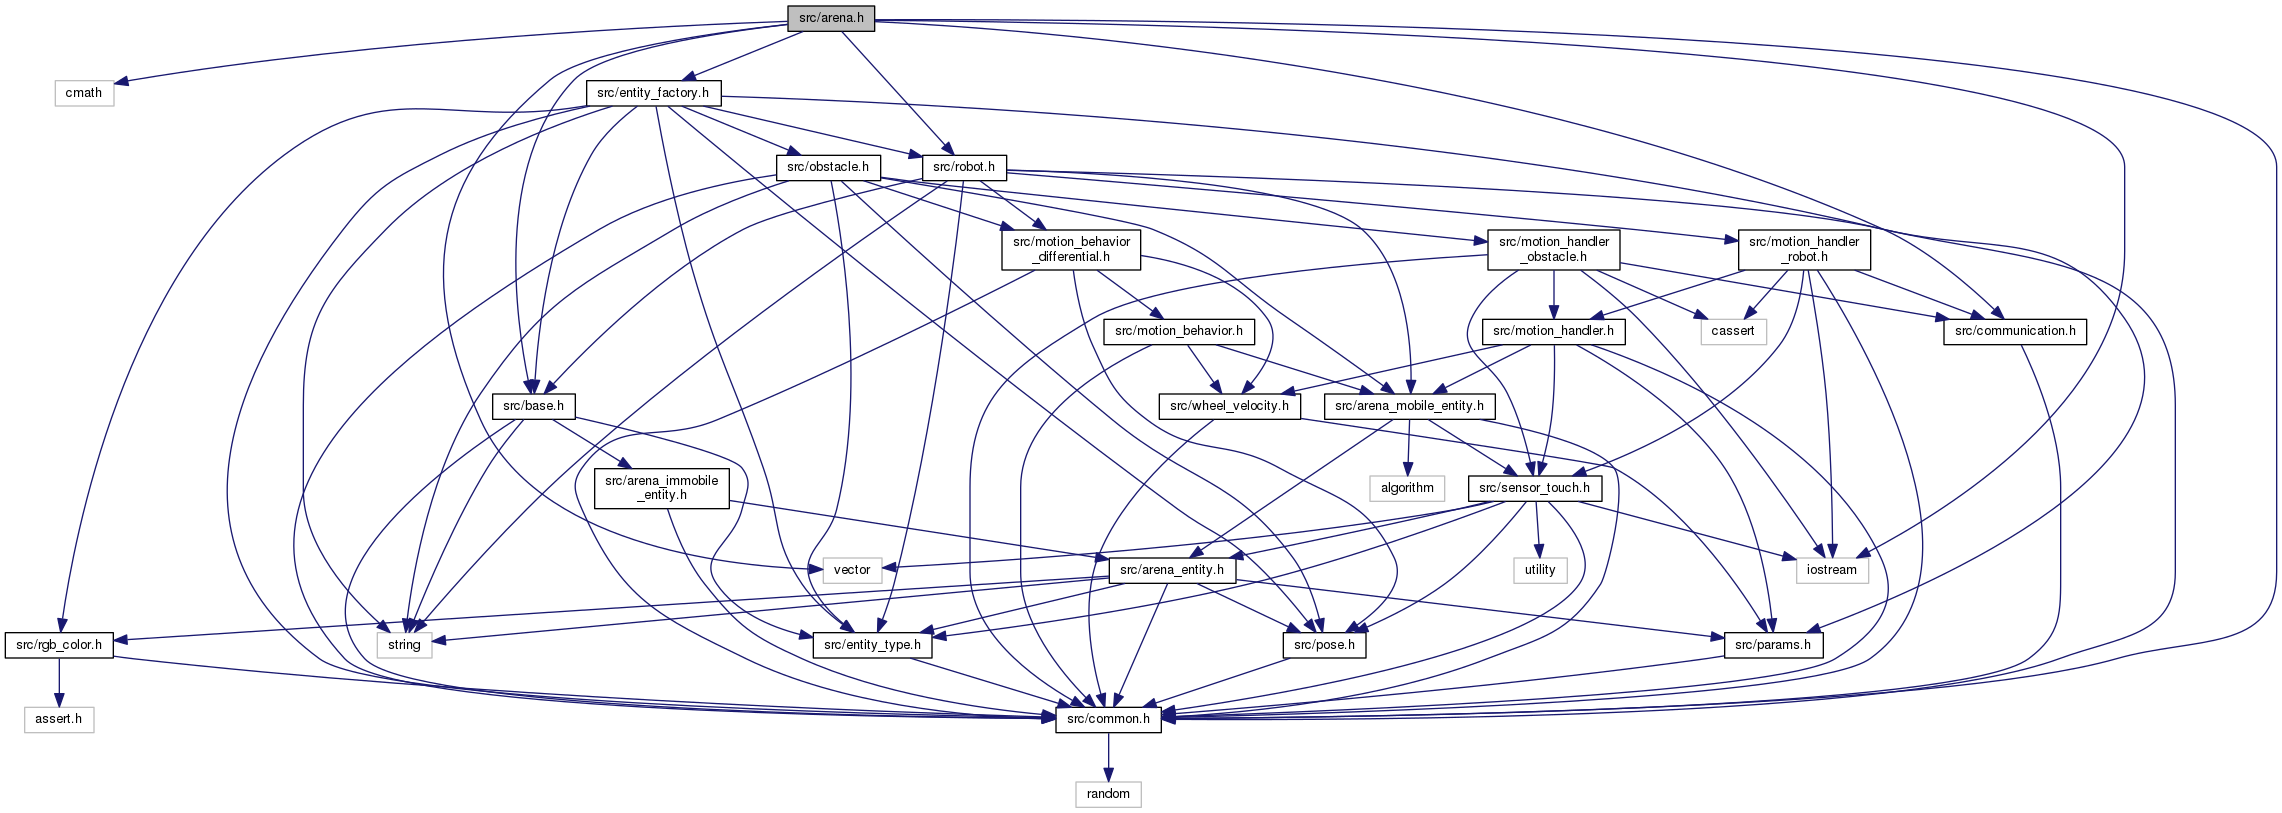 src/arena.h
cmath
src/entity_factory.h
src/obstacle.h
src/robot.h
src/motion_behavior
_differential.h
src/motion_handler
_obstacle.h
src/motion_handler
_robot.h
src/motion_behavior.h
src/motion_handler.h
cassert
src/communication.h
src/base.h
src/wheel_velocity.h
src/arena_mobile_entity.h
src/arena_immobile
_entity.h
algorithm
src/sensor_touch.h
vector
src/arena_entity.h
utility
iostream
src/rgb_color.h
string
src/entity_type.h
src/pose.h
src/params.h
assert.h
src/common.h
random